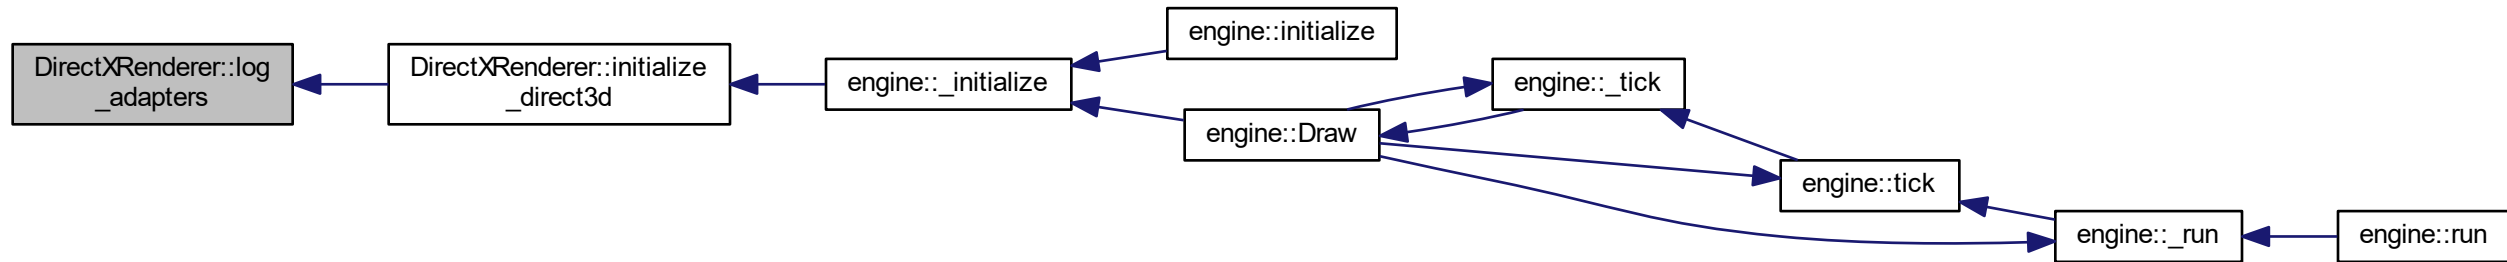 DirectXRenderer::log
_adapters
DirectXRenderer::initialize
_direct3d
engine::_initialize
engine::initialize
engine::Draw
engine::_tick
engine::tick
engine::_run
engine::run